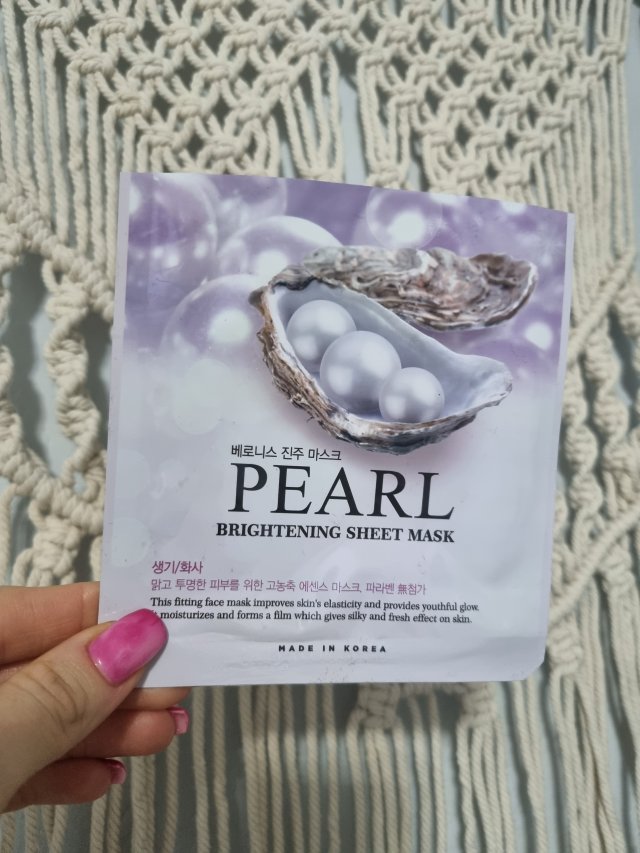 베로니스 진주 마스크
PEARL
BRIGHTENING SHEET MASK
생기/화사
맑고 투명한 피부를 위한 고농축 에센스 마스크, 파라벤 無첨가
This fitting face mask improves skin's elasticity and provides youthful glow.
moisturizes and forms a film which gives silky and fresh effect on skin.
MADE IN KOREA